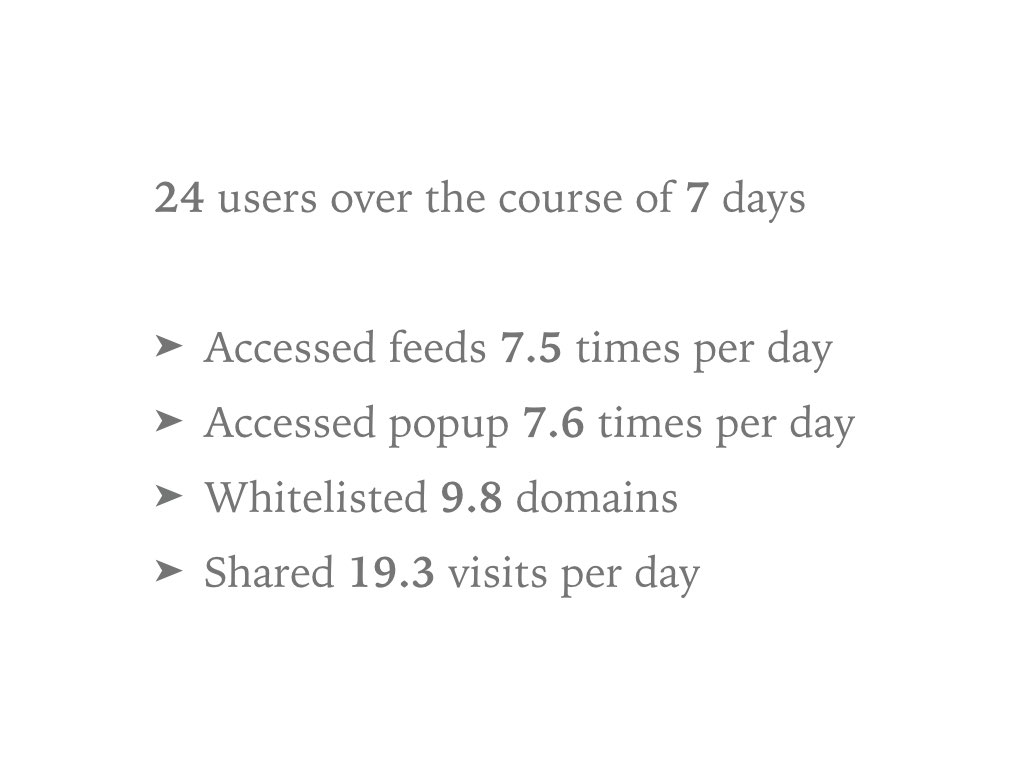 24 users over the course of 7 days
➤ Accessed feeds 7.5 times per day
➤ Accessed popup 7.6 times per day
➤ Whitelisted 9.8 domains
➤ Shared 19.3 visits per day